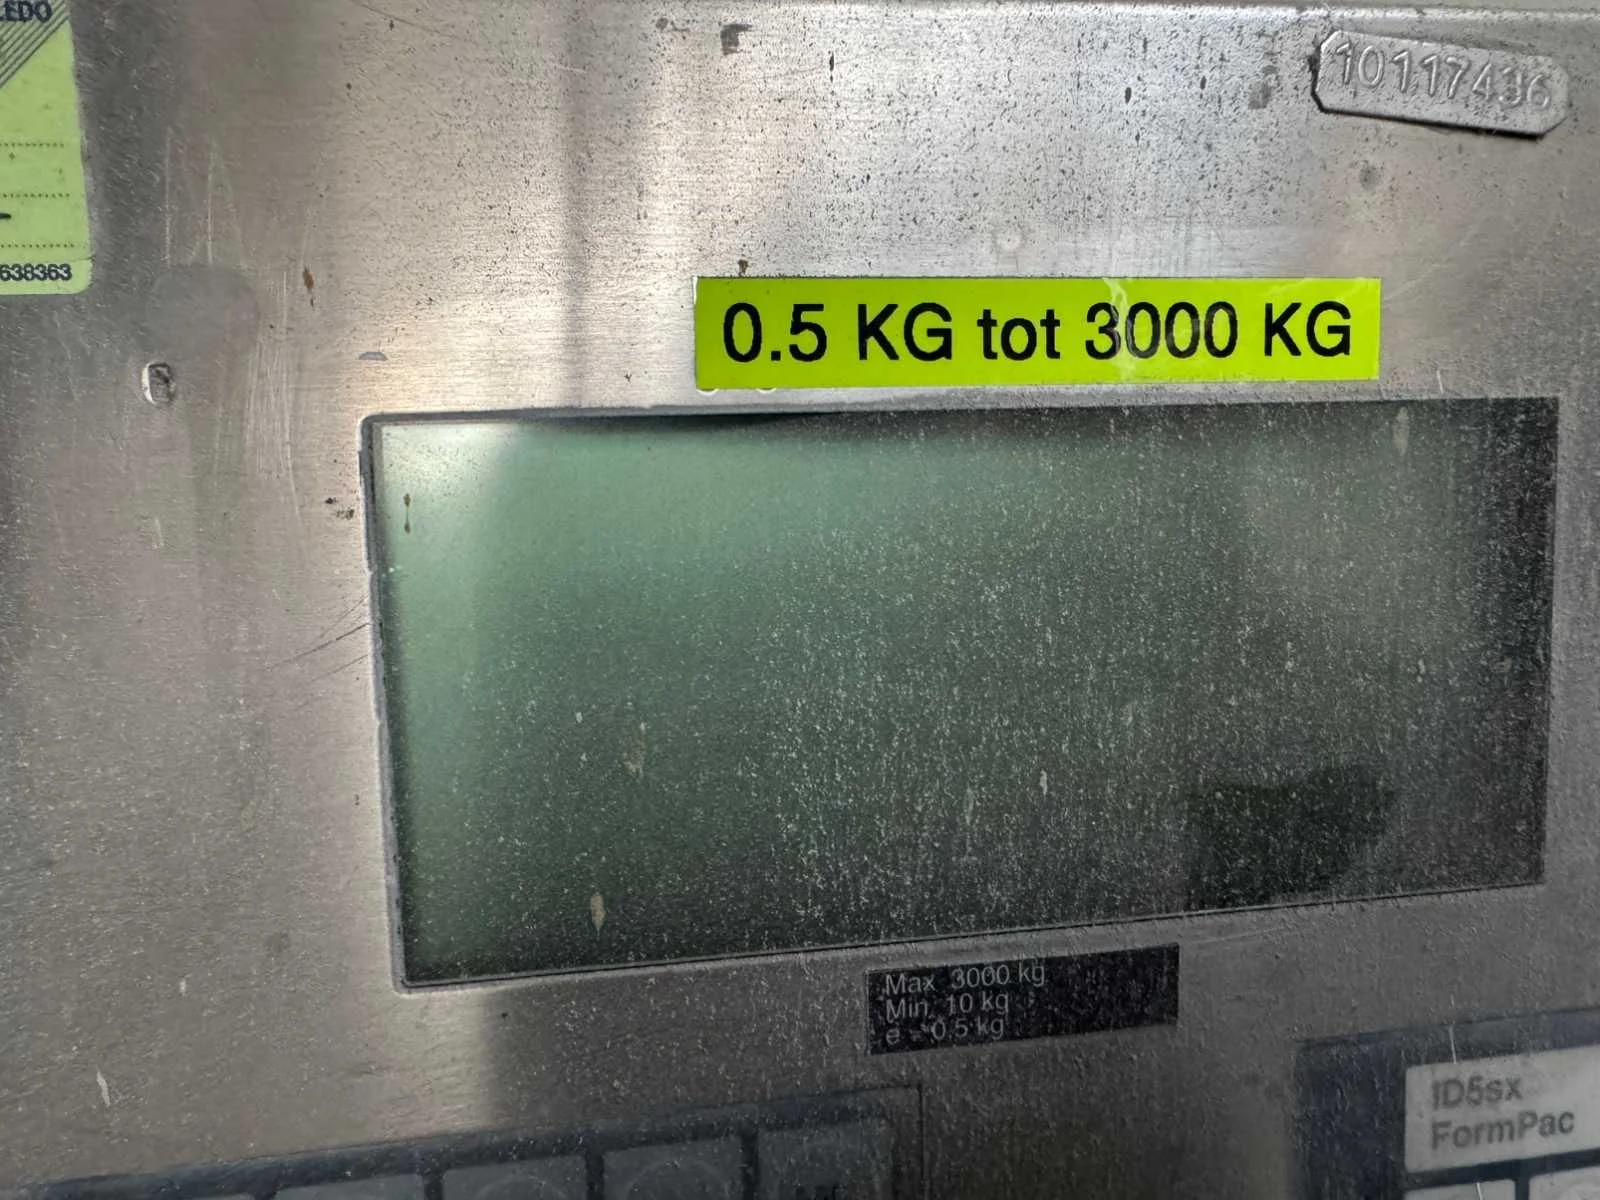 LEDO
10117436
638363
0.5 KG tot 3000 KG
Max 3000 kg
Min 10 kg
e = 0.5 kg
ID5sx
FormPac